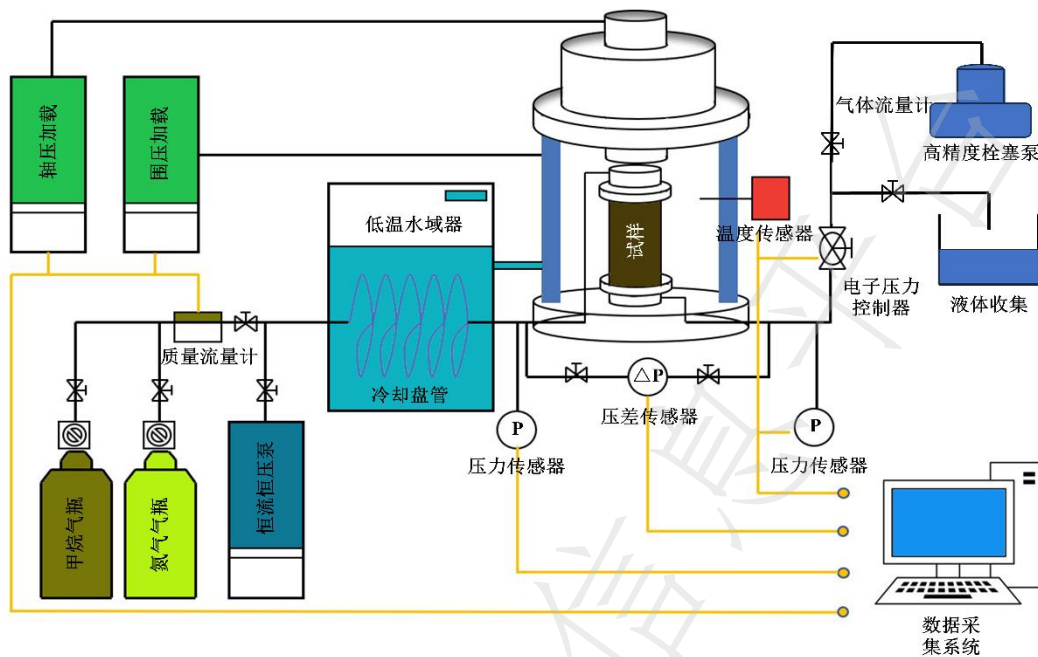 轴压加载
围压加载
气体流量计
高精度栓塞泵
低温水域器
试样
温度传感器
电子压力
控制器
液体收集
质量流量计
冷却盘管
△P
压差传感器
P
压力传感器
P
压力传感器
甲烷气瓶
氮气气瓶
恒流恒压泵
数据采
集系统
信息平台